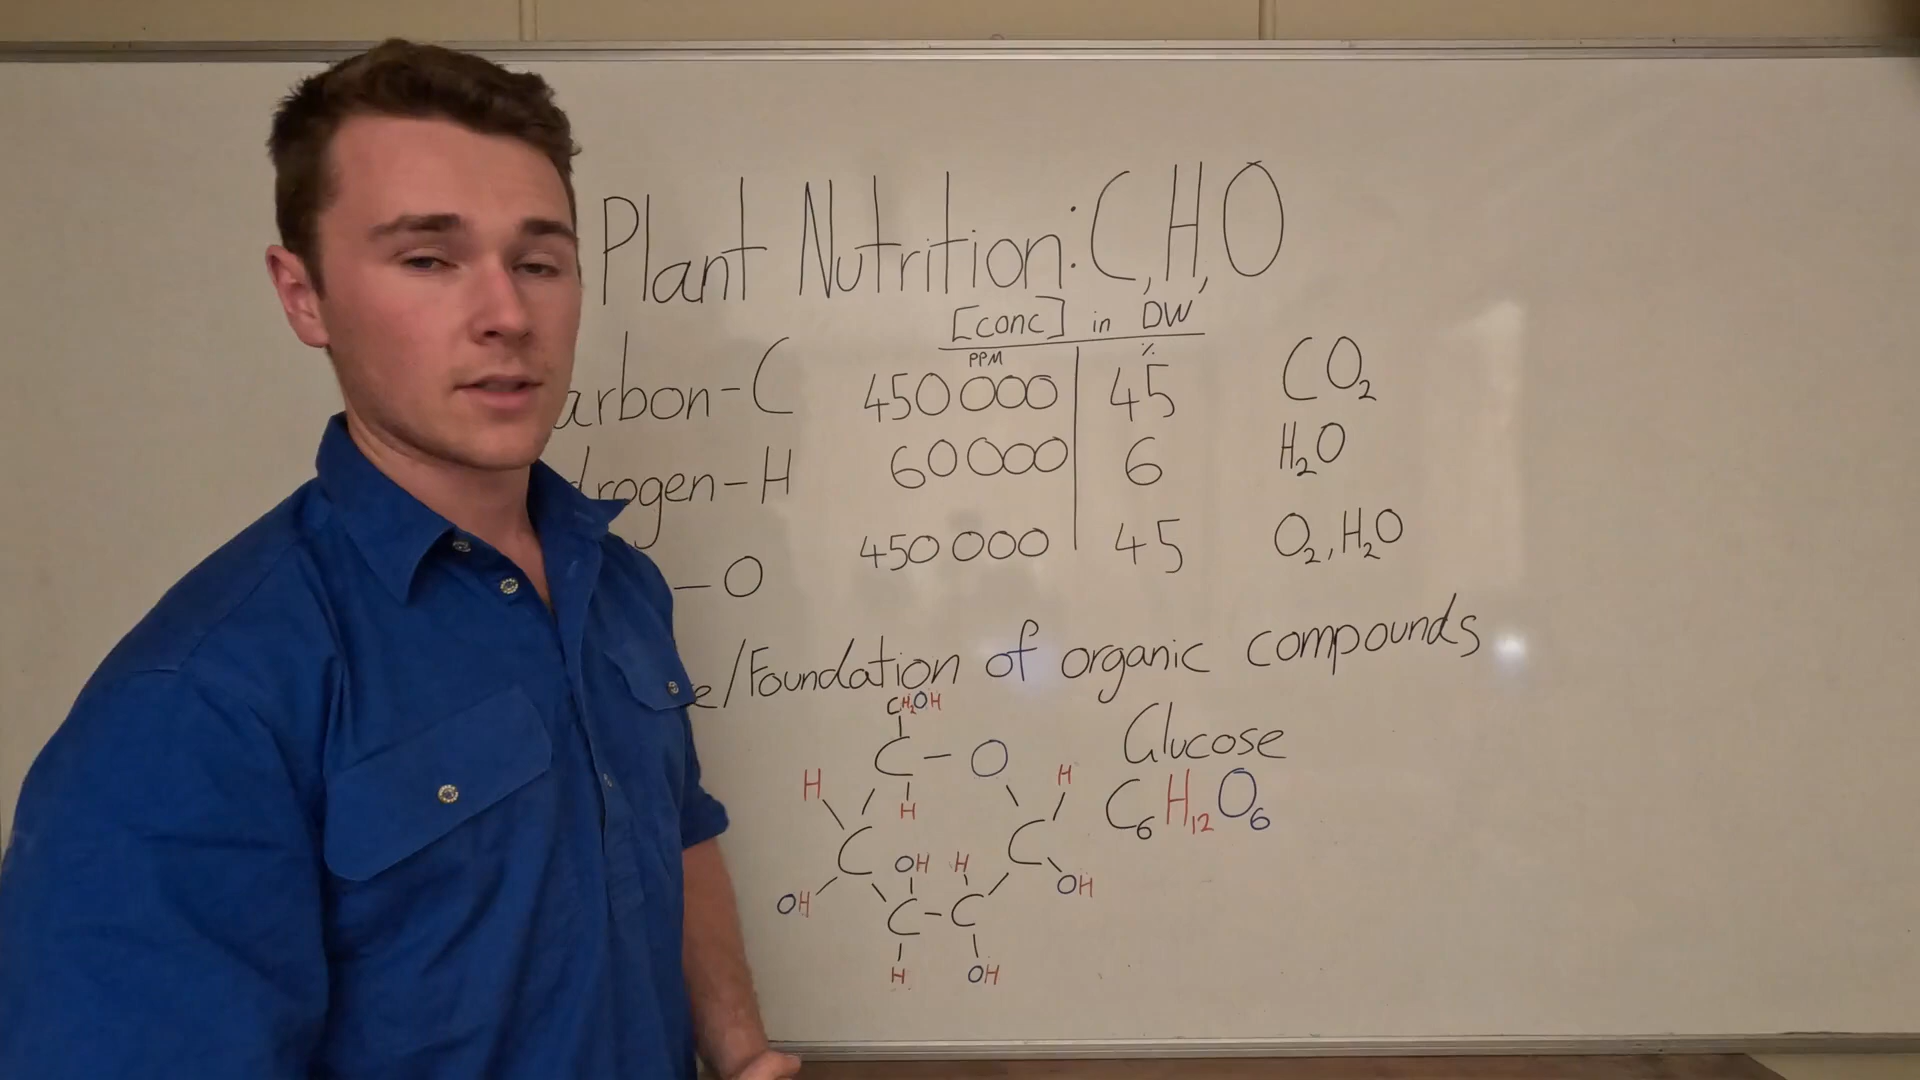 Plant Nutrition: C, H, O
[conc] in DW
PPM %
arbon - C 450 000 45 CO₂
drogen - H 60 000 6 H₂O
- O 450 000 45 O₂, H₂O
e/Foundation of organic compounds
CH₂OH
Glucose
C - O
H H H
C₆H₁₂O₆
C OH H C
OH OH
C - C
H OH